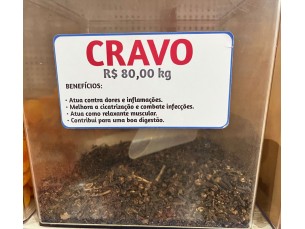 CRAVO
R$ 80,00 kg
BENEFÍCIOS:
• Atua contra dores e inflamações.
• Melhora a cicatrização e combate infecções.
• Atua como relaxante muscular.
• Contribui para uma boa digestão.